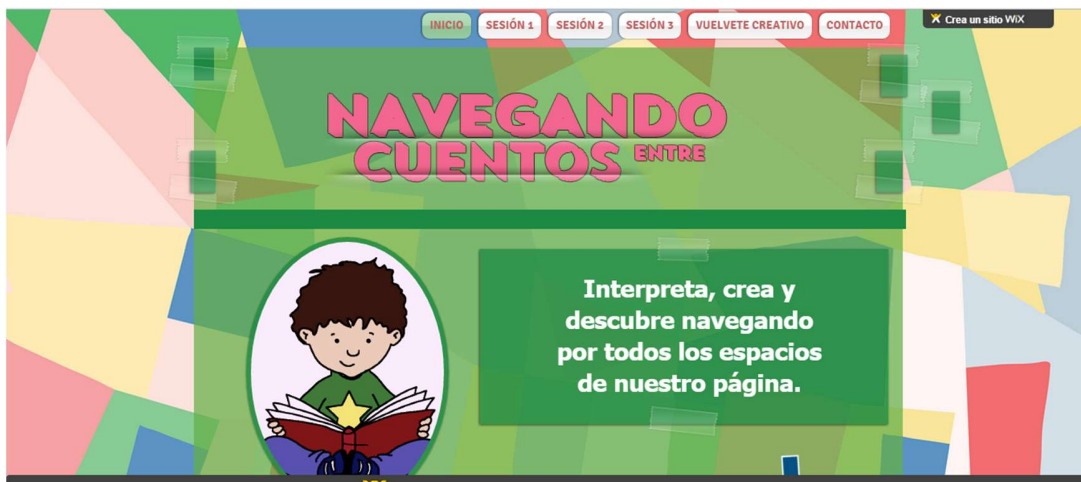 INICIO SESIÓN 1 SESIÓN 2 SESIÓN 3 VUELVETE CREATIVO CONTACTO
Crea un sitio WiX
NAVEGANDO
CUENTOS ENTRE
Interpreta, crea y
descubre navegando
por todos los espacios
de nuestro página.